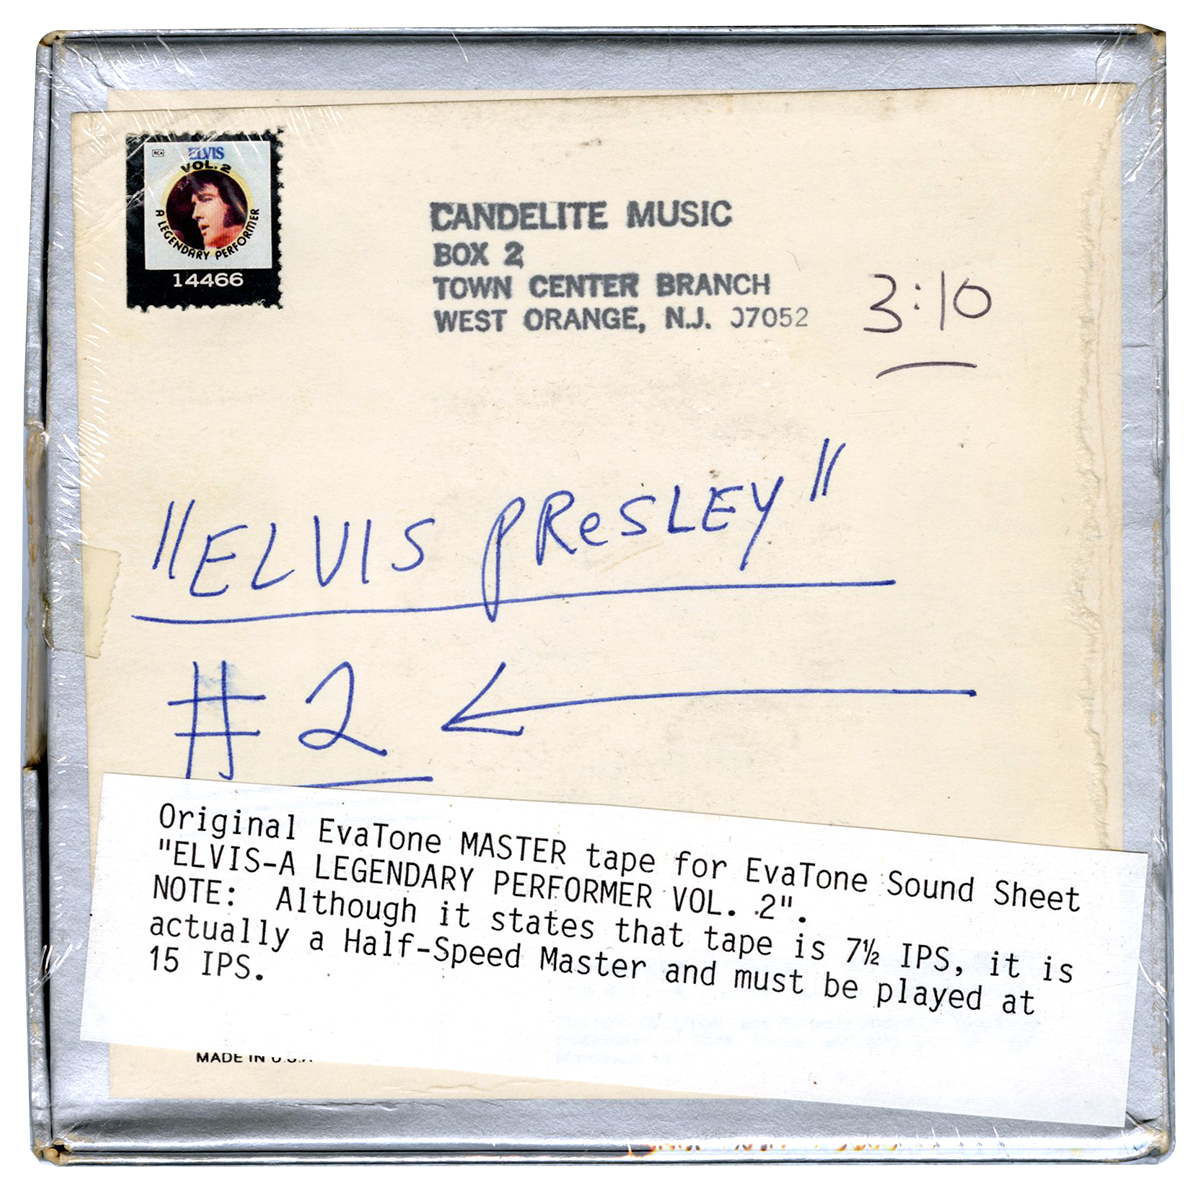 RCA
ELVIS
VOL. 2
A LEGENDARY PERFORMER
14466
CANDELITE MUSIC
BOX 2
TOWN CENTER BRANCH
WEST ORANGE, N.J. 07052
3:10
"ELVIS PReSLEY"
# 2
Original EvaTone MASTER tape for EvaTone Sound Sheet
"ELVIS-A LEGENDARY PERFORMER VOL. 2".
NOTE: Although it states that tape is 7½ IPS, it is
actually a Half-Speed Master and must be played at
15 IPS.
MADE IN U.S.A